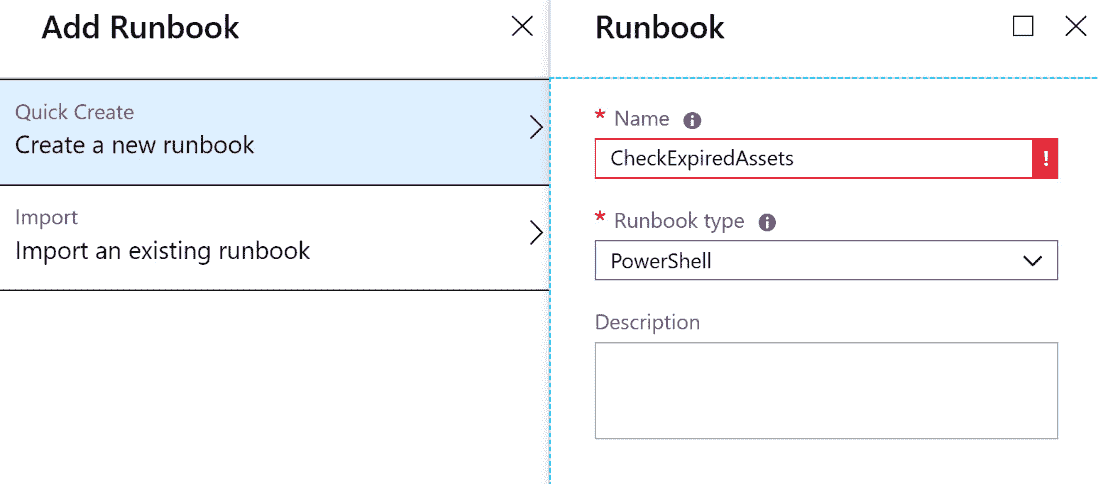 Add Runbook
Quick Create
Create a new runbook
Import
Import an existing runbook
Runbook
* Name
CheckExpiredAssets
!
* Runbook type
PowerShell
Description